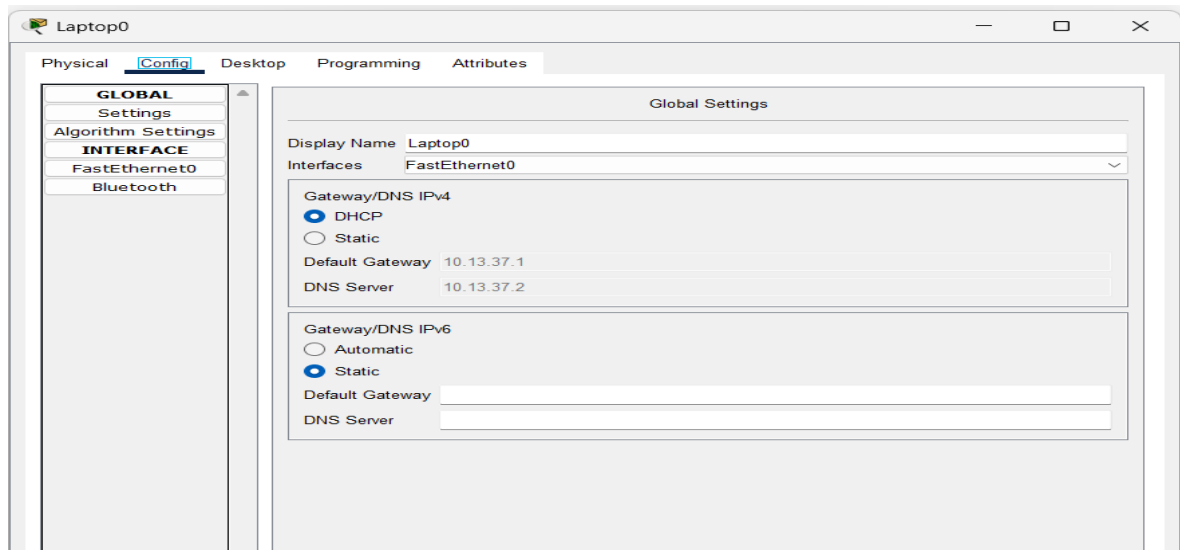 Laptop0
Physical Config Desktop Programming Attributes
GLOBAL
Settings
Algorithm Settings
INTERFACE
FastEthernet0
Bluetooth
Global Settings
Display Name Laptop0
Interfaces FastEthernet0
Gateway/DNS IPv4
DHCP
Static
Default Gateway 10.13.37.1
DNS Server 10.13.37.2
Gateway/DNS IPv6
Automatic
Static
Default Gateway
DNS Server